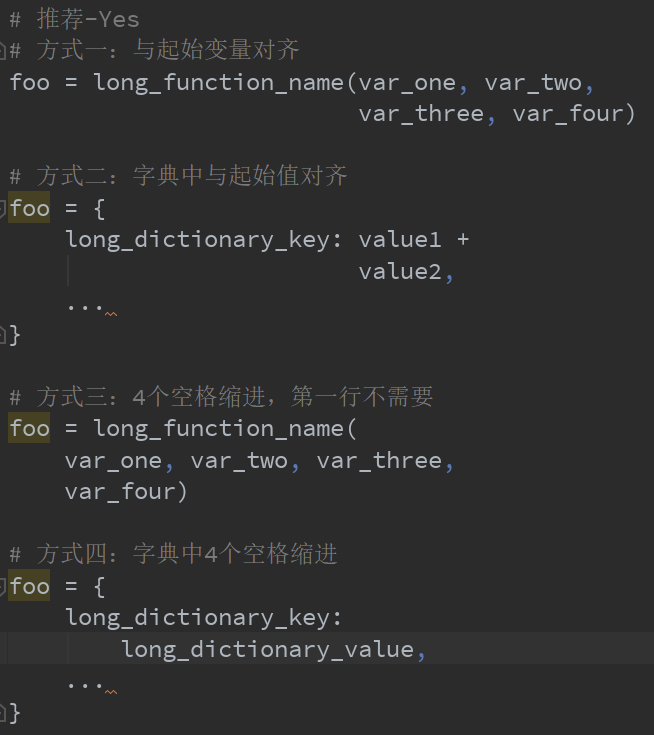 # 推荐-Yes
# 方式一：与起始变量对齐
foo = long_function_name(var_one, var_two,
                         var_three, var_four)
# 方式二：字典中与起始值对齐
foo = {
    long_dictionary_key: value1 +
                         value2,
    ...
}
# 方式三：4个空格缩进，第一行不需要
foo = long_function_name(
    var_one, var_two, var_three,
    var_four)
# 方式四：字典中4个空格缩进
foo = {
    long_dictionary_key:
        long_dictionary_value,
    ...
}